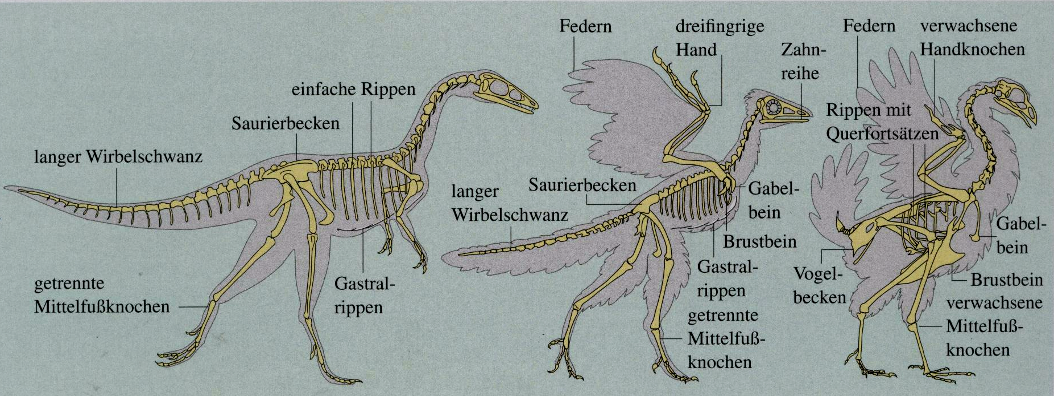 einfache Rippen
Saurierbecken
langer Wirbelschwanz
getrennte
Mittelfußknochen
Gastral-
rippen
Federn
dreifingrige
Hand
Zahn-
reihe
langer
Wirbelschwanz
Saurierbecken
Gabel-
bein
Brustbein
Gastral-
rippen
getrennte
Mittelfuß-
knochen
Federn
verwachsene
Handknochen
Rippen mit
Querfortsätzen
Vogel-
becken
Gabel-
bein
Brustbein
verwachsene
Mittelfuß-
knochen